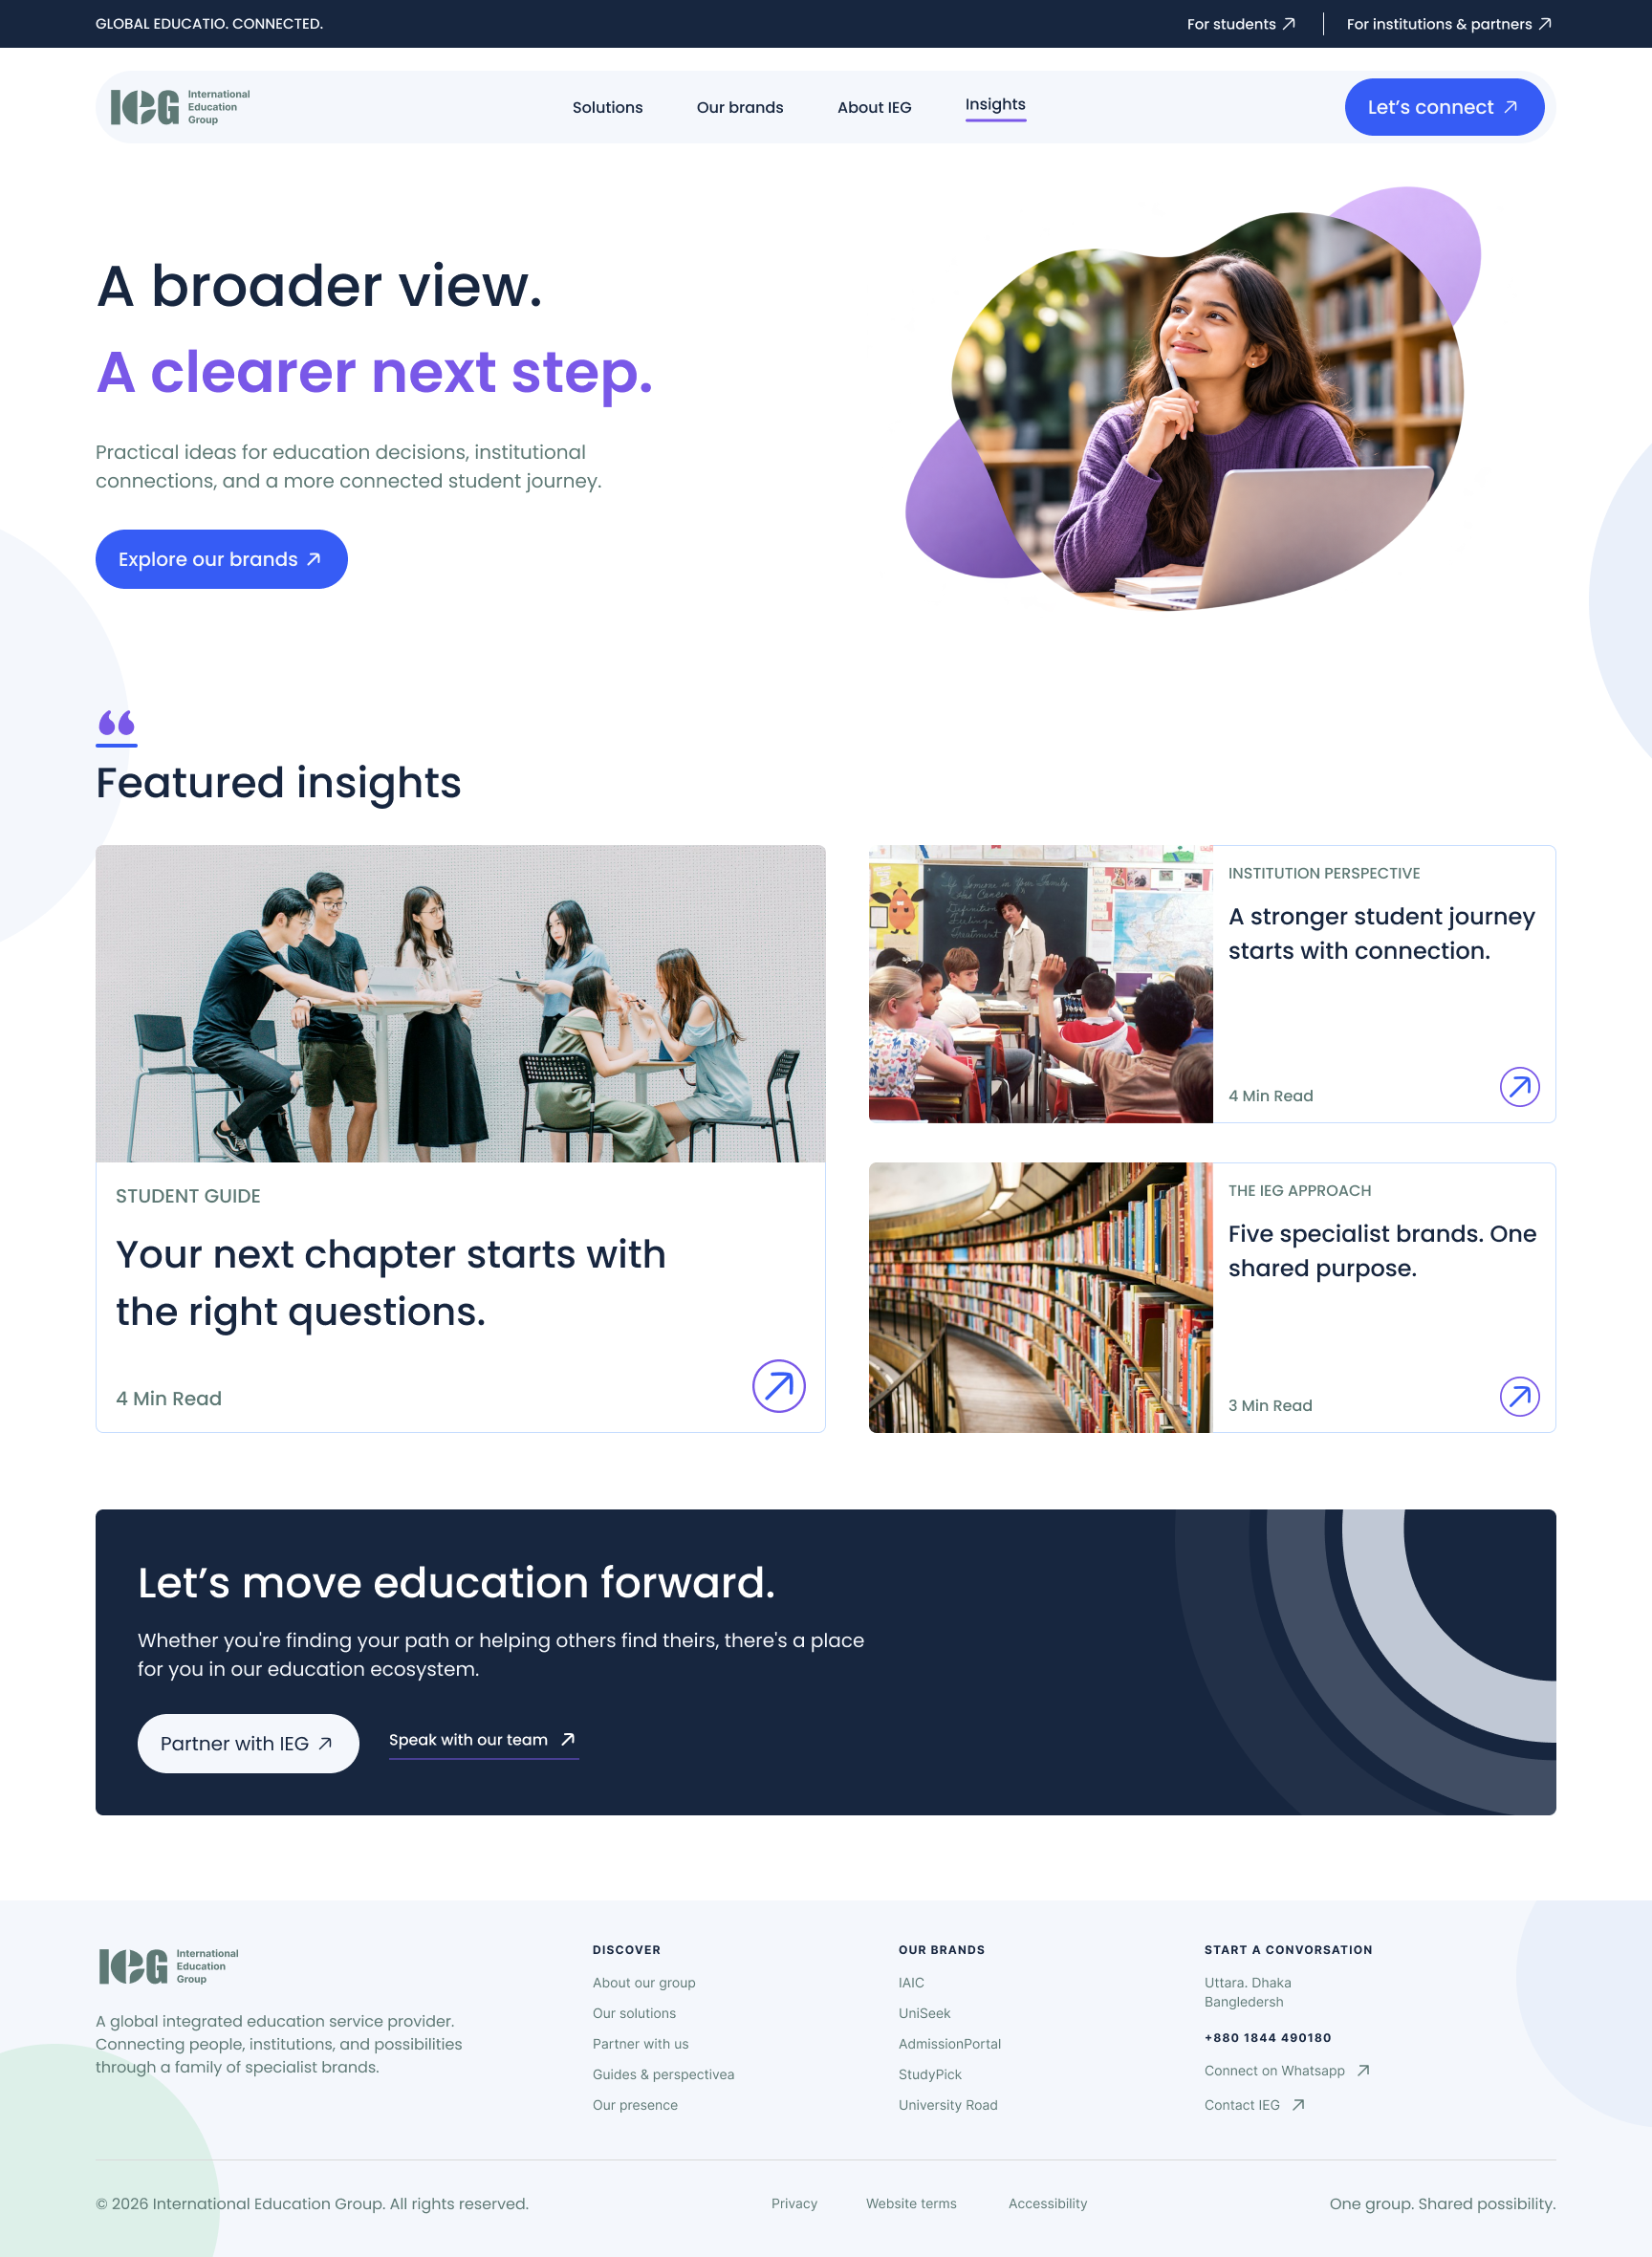 GLOBAL EDUCATIO. CONNECTED.
For students
For institutions & partners
IEG International
Education
Group
Solutions
Our brands
About IEG
Insights
Let’s connect
A broader view.
A clearer next step.
Practical ideas for education decisions, institutional
connections, and a more connected student journey.
Explore our brands
Featured insights
STUDENT GUIDE
Your next chapter starts with
the right questions.
4 Min Read
INSTITUTION PERSPECTIVE
A stronger student journey
starts with connection.
4 Min Read
THE IEG APPROACH
Five specialist brands. One
shared purpose.
3 Min Read
Let’s move education forward.
Whether you're finding your path or helping others find theirs, there's a place
for you in our education ecosystem.
Partner with IEG
Speak with our team
IEG International
Education
Group
A global integrated education service provider.
Connecting people, institutions, and possibilities
through a family of specialist brands.
DISCOVER
About our group
Our solutions
Partner with us
Guides & perspectivea
Our presence
OUR BRANDS
IAIC
UniSeek
AdmissionPortal
StudyPick
University Road
START A CONVORSATION
Uttara. Dhaka
Bangledersh
+880 1844 490180
Connect on Whatsapp
Contact IEG
© 2026 International Education Group. All rights reserved.
Privacy
Website terms
Accessibility
One group. Shared possibility.